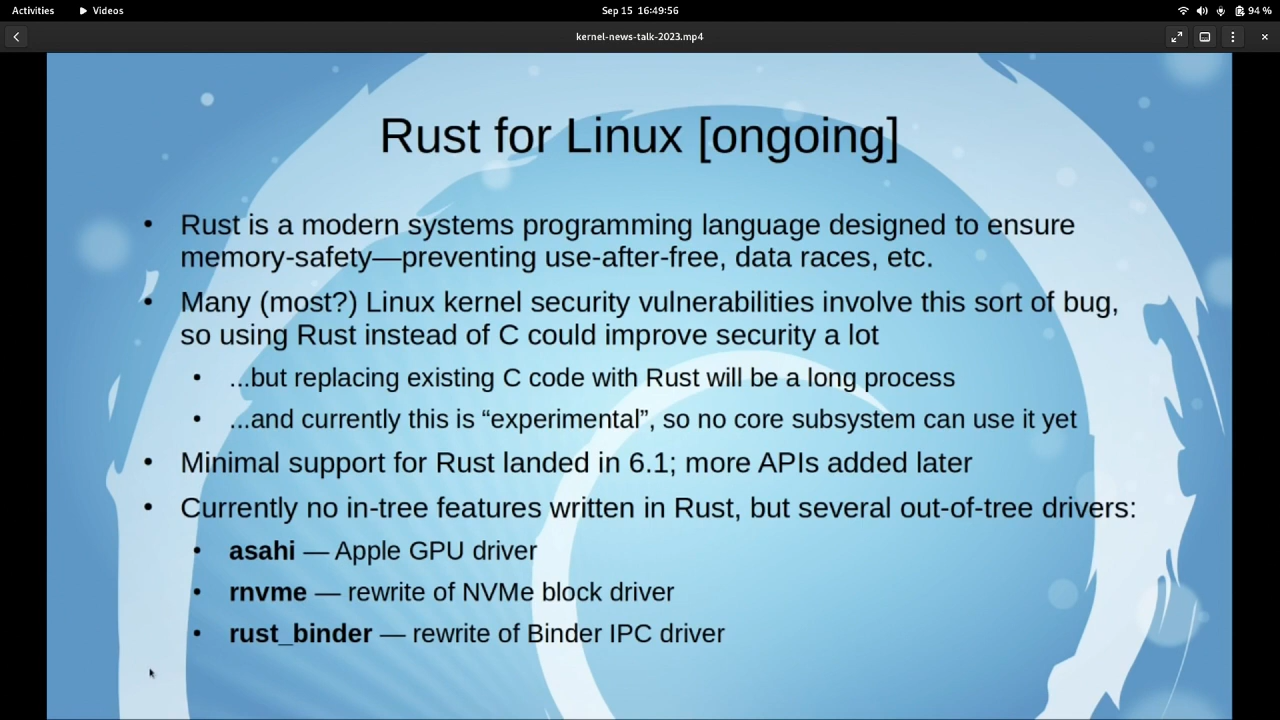 Activities Videos Sep 15 16:49:56 94 %
kernel-news-talk-2023.mp4
Rust for Linux [ongoing]
• Rust is a modern systems programming language designed to ensure
memory-safety—preventing use-after-free, data races, etc.
• Many (most?) Linux kernel security vulnerabilities involve this sort of bug,
so using Rust instead of C could improve security a lot
• ...but replacing existing C code with Rust will be a long process
• ...and currently this is “experimental”, so no core subsystem can use it yet
• Minimal support for Rust landed in 6.1; more APIs added later
• Currently no in-tree features written in Rust, but several out-of-tree drivers:
• asahi — Apple GPU driver
• rnvme — rewrite of NVMe block driver
• rust_binder — rewrite of Binder IPC driver